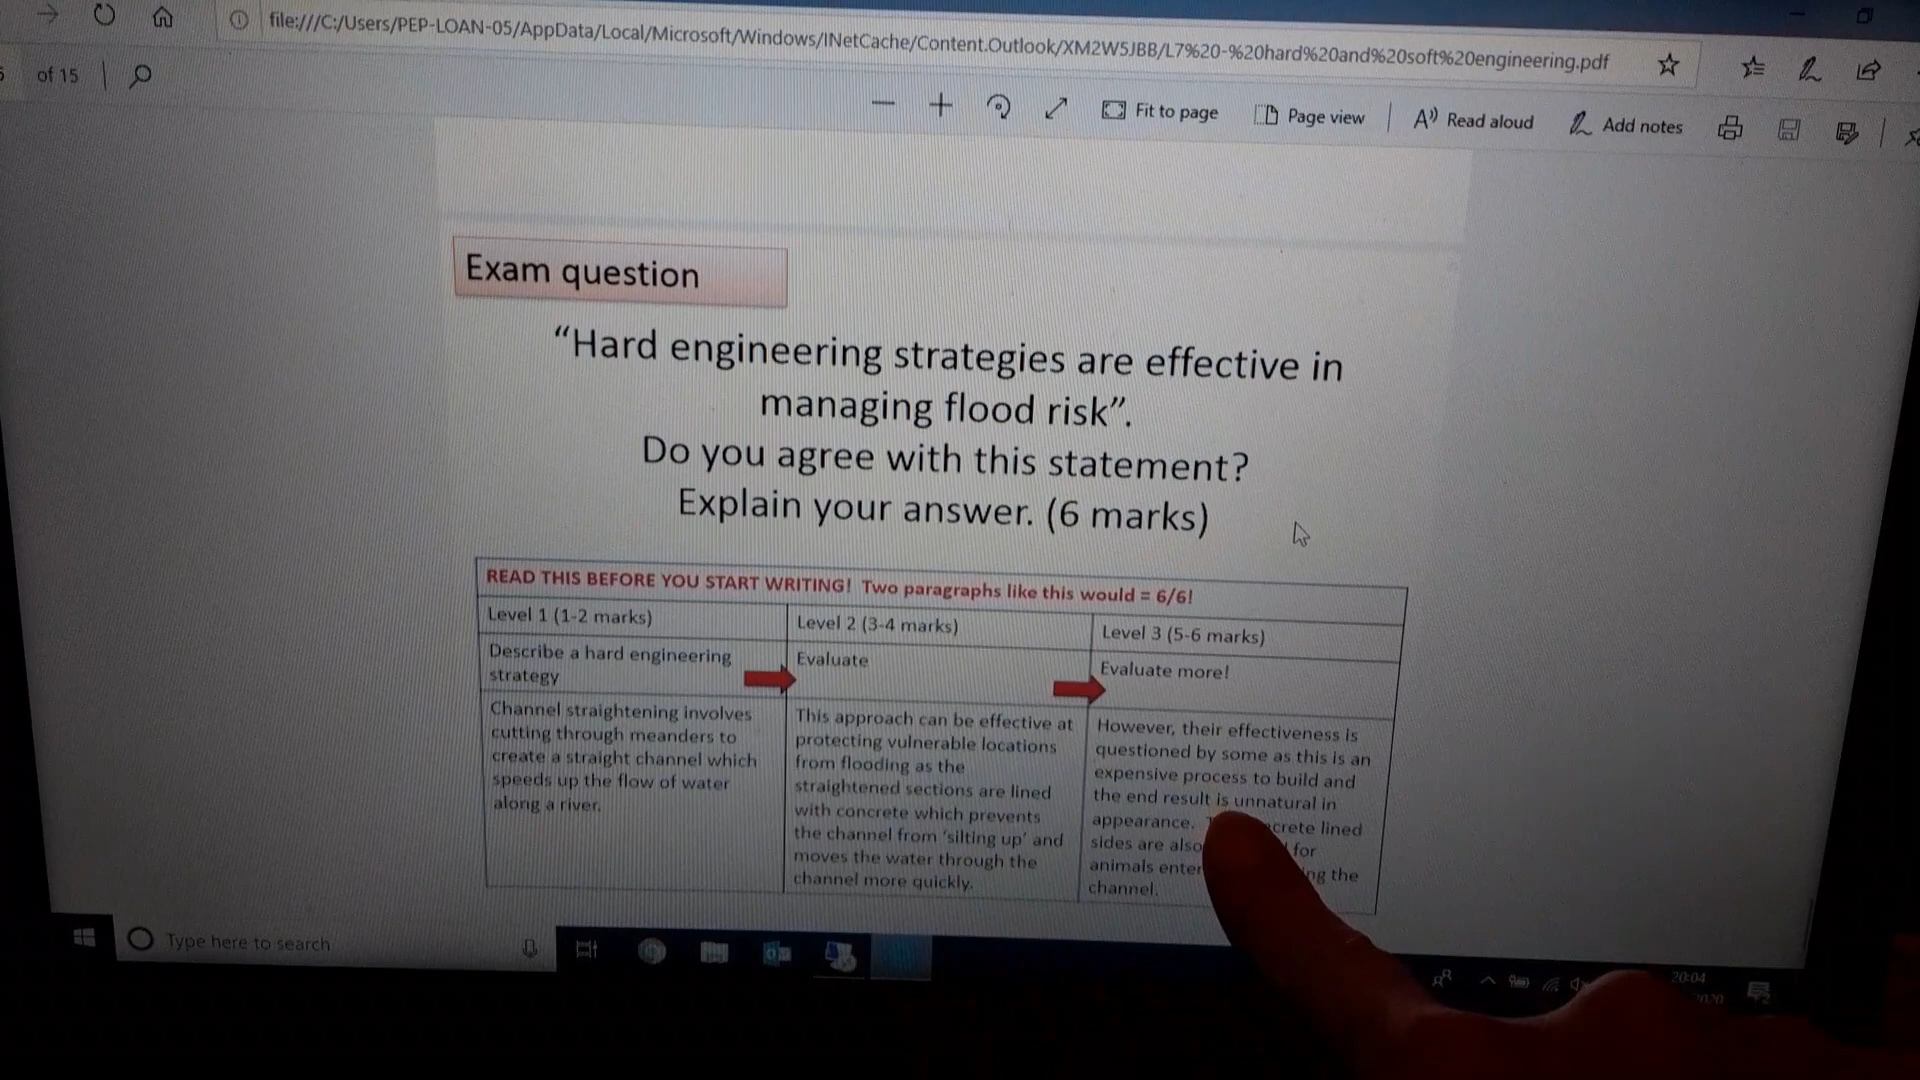 file:///C:/Users/PEP-LOAN-05/AppData/Local/Microsoft/Windows/INetCache/Content.Outlook/XM2W5JBB/L7%20-%20hard%20and%20soft%20engineering.pdf
of 15
Fit to page
Page view
Read aloud
Add notes
Exam question
“Hard engineering strategies are effective in
managing flood risk”.
Do you agree with this statement?
Explain your answer. (6 marks)
READ THIS BEFORE YOU START WRITING! Two paragraphs like this would = 6/6!
Level 1 (1-2 marks)
Level 2 (3-4 marks)
Level 3 (5-6 marks)
Describe a hard engineering
strategy
Evaluate
Evaluate more!
Channel straightening involves
cutting through meanders to
create a straight channel which
speeds up the flow of water
along a river.
This approach can be effective at
protecting vulnerable locations
from flooding as the
straightened sections are lined
with concrete which prevents
the channel from ‘silting up’ and
moves the water through the
channel more quickly.
However, their effectiveness is
questioned by some as this is an
expensive process to build and
the end result is unnatural in
appearance. lined
sides are also for
animals the
channel.
Type here to search
20:04